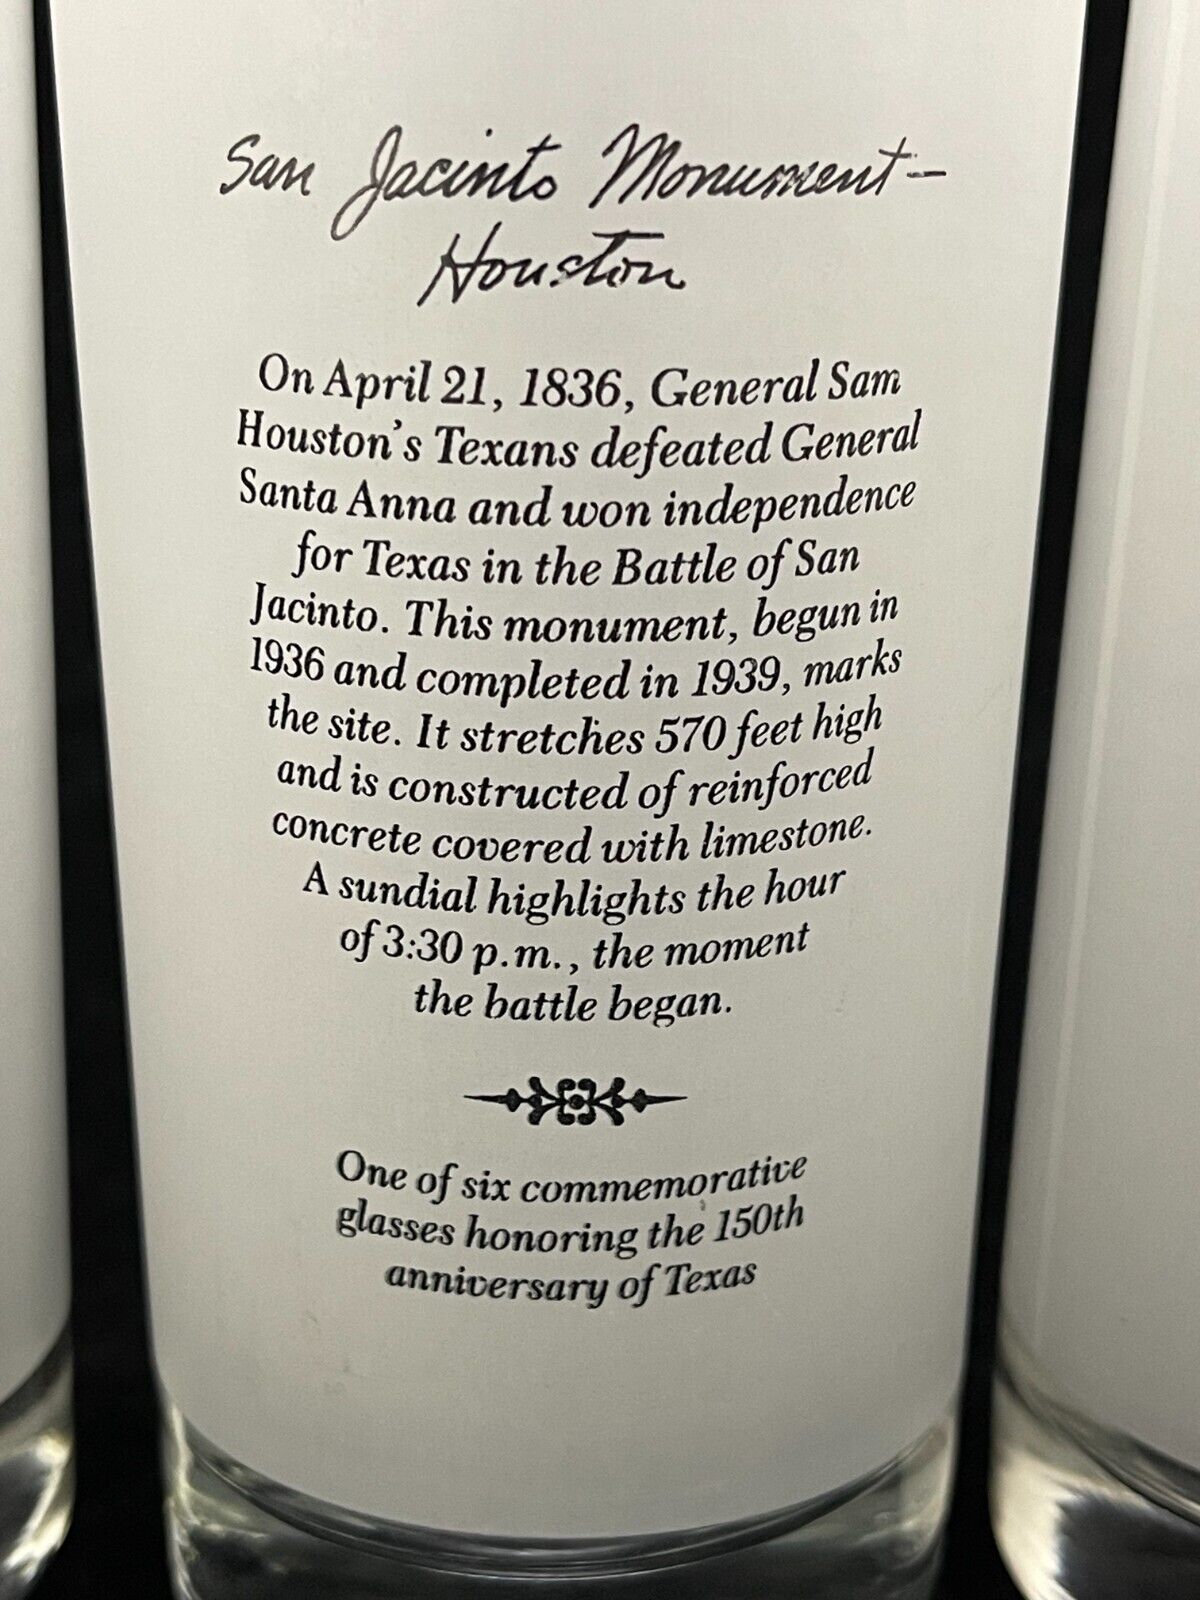 San Jacinto Monument–
Houston
On April 21, 1836, General Sam
Houston's Texans defeated General
Santa Anna and won independence
for Texas in the Battle of San
Jacinto. This monument, begun in
1936 and completed in 1939, marks
the site. It stretches 570 feet high
and is constructed of reinforced
concrete covered with limestone.
A sundial highlights the hour
of 3:30 p.m., the moment
the battle began.
One of six commemorative
glasses honoring the 150th
anniversary of Texas